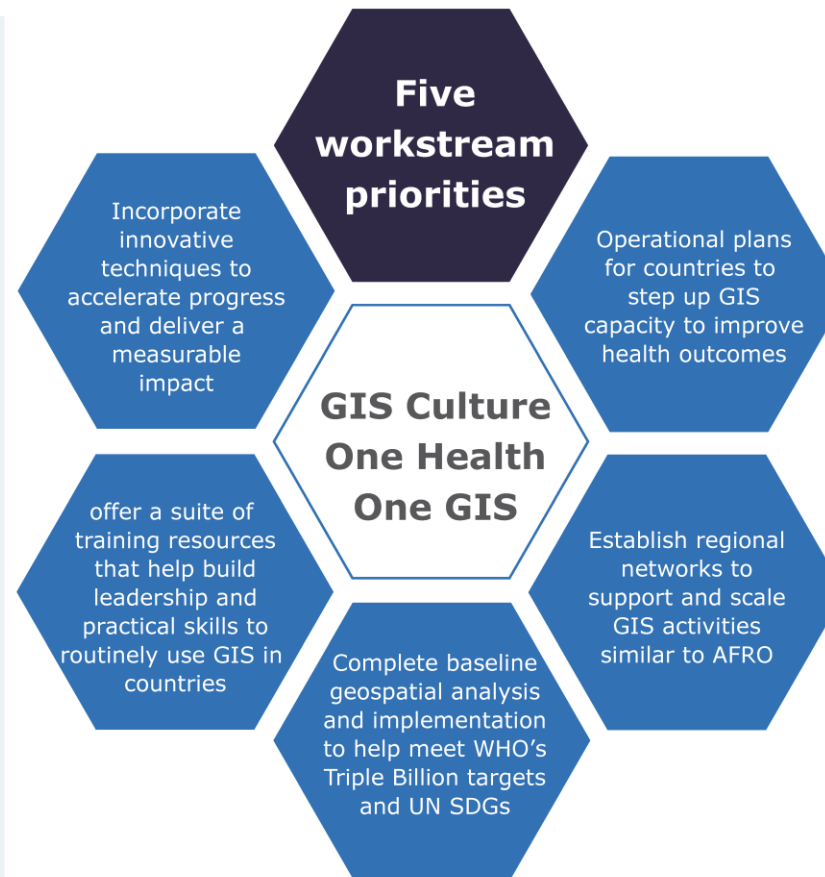 Five
workstream
priorities
Incorporate
innovative
techniques to
accelerate progress
and deliver a
measurable
impact
Operational plans
for countries to
step up GIS
capacity to improve
health outcomes
GIS Culture
One Health
One GIS
offer a suite of
training resources
that help build
leadership and
practical skills to
routinely use GIS in
countries
Establish regional
networks to
support and scale
GIS activities
similar to AFRO
Complete baseline
geospatial analysis
and implementation
to help meet WHO’s
Triple Billion targets
and UN SDGs